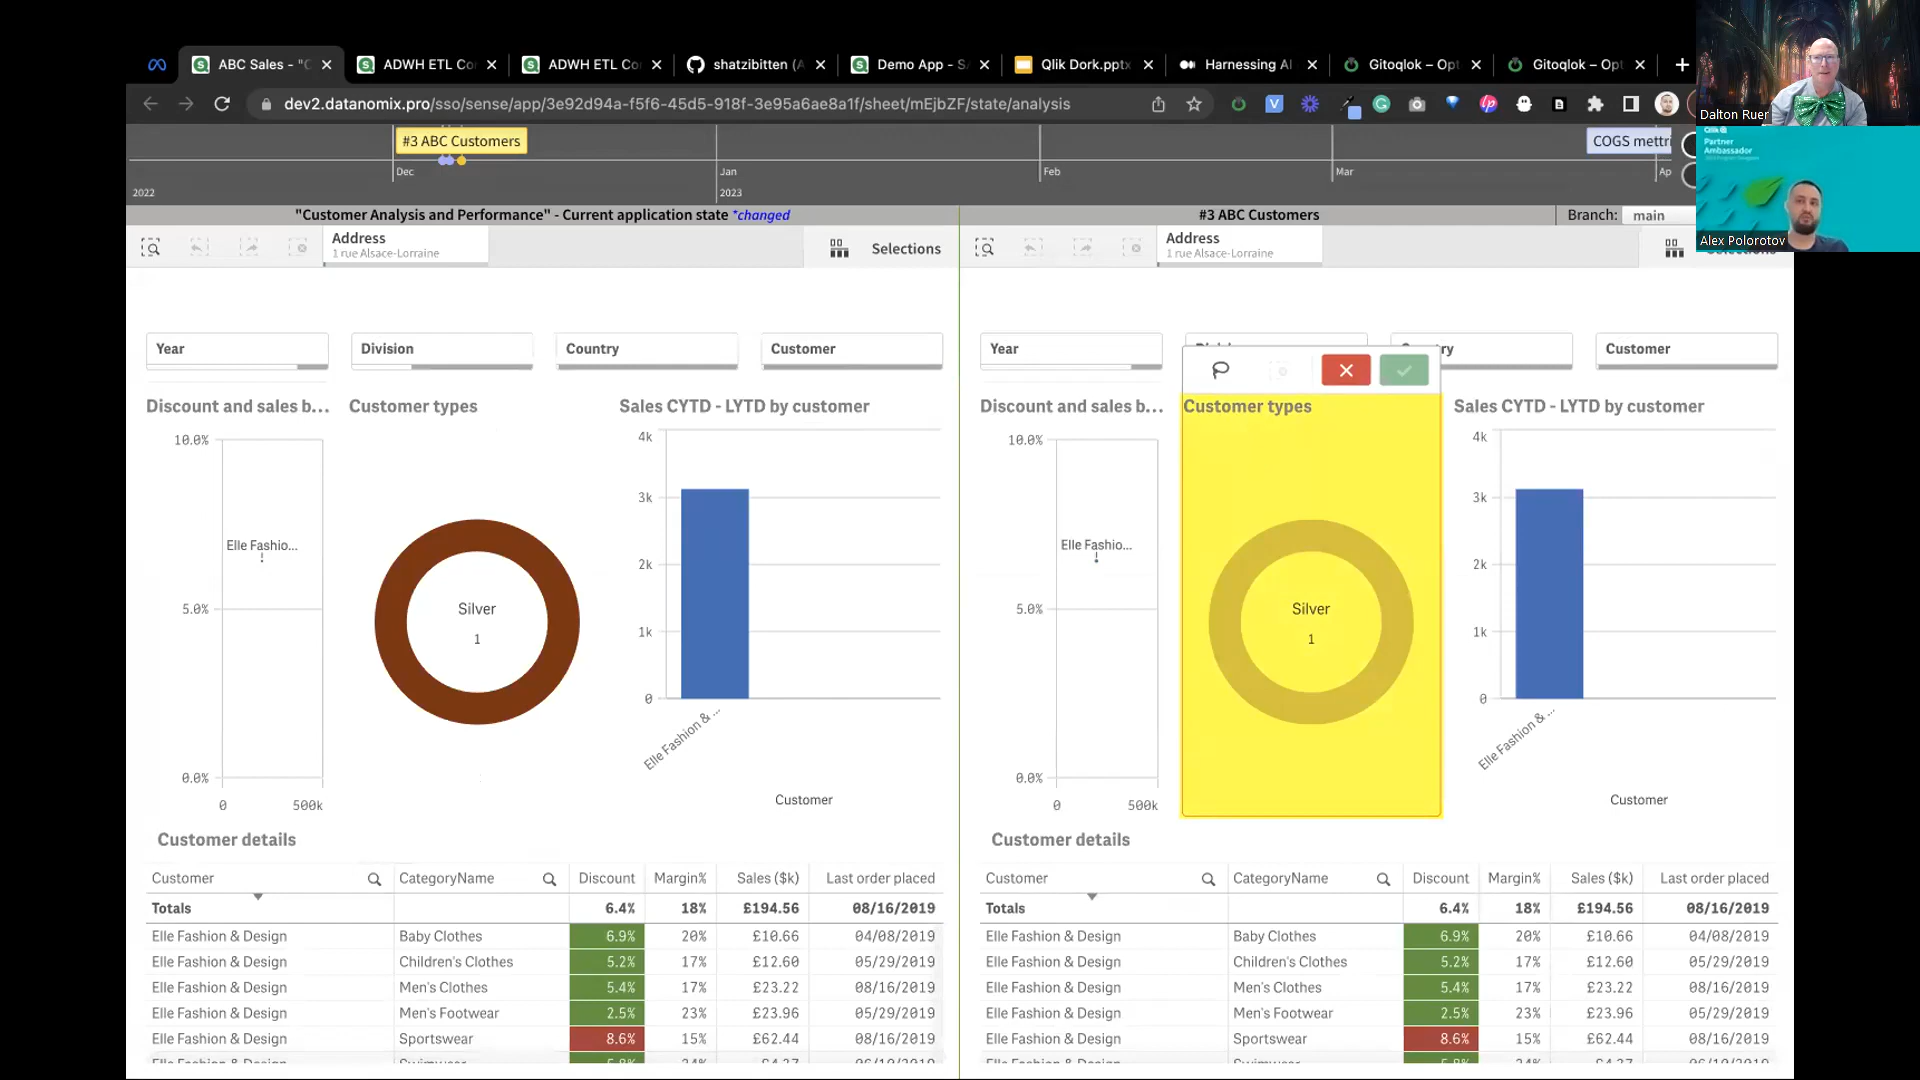 ABC Sales - "C
ADWH ETL Co
ADWH ETL Co
shatzibitten (A
Demo App - S
Qlik Dork.pptx
Harnessing AI
Gitoqlok – Opt
Gitoqlok – Opt
dev2.datanomix.pro/sso/sense/app/3e92d94a-f5f6-45d5-918f-3e95a6ae8a1f/sheet/mEjbZF/state/analysis
Dalton Ruer
Qlik
Partner
Ambassador
Alex Polorotov
#3 ABC Customers
COGS mettri
Dec
Jan
Feb
Mar
Ap
2022
2023
"Customer Analysis and Performance" - Current application state *changed
#3 ABC Customers
Branch: main
Address
1 rue Alsace-Lorraine
Selections
Address
1 rue Alsace-Lorraine
Selections
Year
Division
Country
Customer
Year
Customer
Discount and sales b...
Customer types
Sales CYTD - LYTD by customer
Discount and sales b...
Customer types
Sales CYTD - LYTD by customer
10.0%
5.0%
0.0%
0
500k
Elle Fashio...
Silver
1
4k
3k
2k
1k
0
Elle Fashion & ...
Customer
10.0%
5.0%
0.0%
0
500k
Elle Fashio...
Silver
1
4k
3k
2k
1k
0
Elle Fashion & ...
Customer
Customer details
Customer CategoryName Discount Margin% Sales ($k) Last order placed
Totals 6.4% 18% £194.56 08/16/2019
Elle Fashion & Design Baby Clothes 6.9% 20% £10.66 04/08/2019
Elle Fashion & Design Children's Clothes 5.2% 17% £12.60 05/29/2019
Elle Fashion & Design Men's Clothes 5.4% 17% £23.22 08/16/2019
Elle Fashion & Design Men's Footwear 2.5% 23% £23.96 05/29/2019
Elle Fashion & Design Sportswear 8.6% 15% £62.44 08/16/2019
Customer details
Customer CategoryName Discount Margin% Sales ($k) Last order placed
Totals 6.4% 18% £194.56 08/16/2019
Elle Fashion & Design Baby Clothes 6.9% 20% £10.66 04/08/2019
Elle Fashion & Design Children's Clothes 5.2% 17% £12.60 05/29/2019
Elle Fashion & Design Men's Clothes 5.4% 17% £23.22 08/16/2019
Elle Fashion & Design Men's Footwear 2.5% 23% £23.96 05/29/2019
Elle Fashion & Design Sportswear 8.6% 15% £62.44 08/16/2019